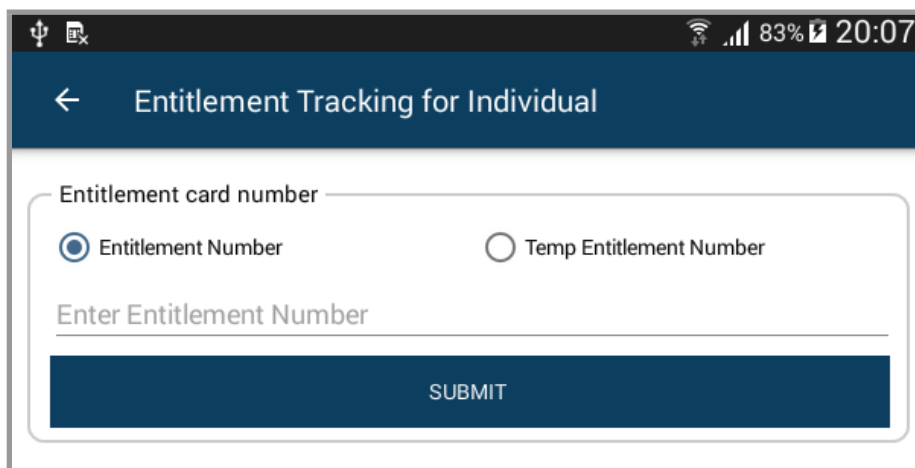 83% 20:07
Entitlement Tracking for Individual
Entitlement card number
Entitlement Number Temp Entitlement Number
Enter Entitlement Number
SUBMIT